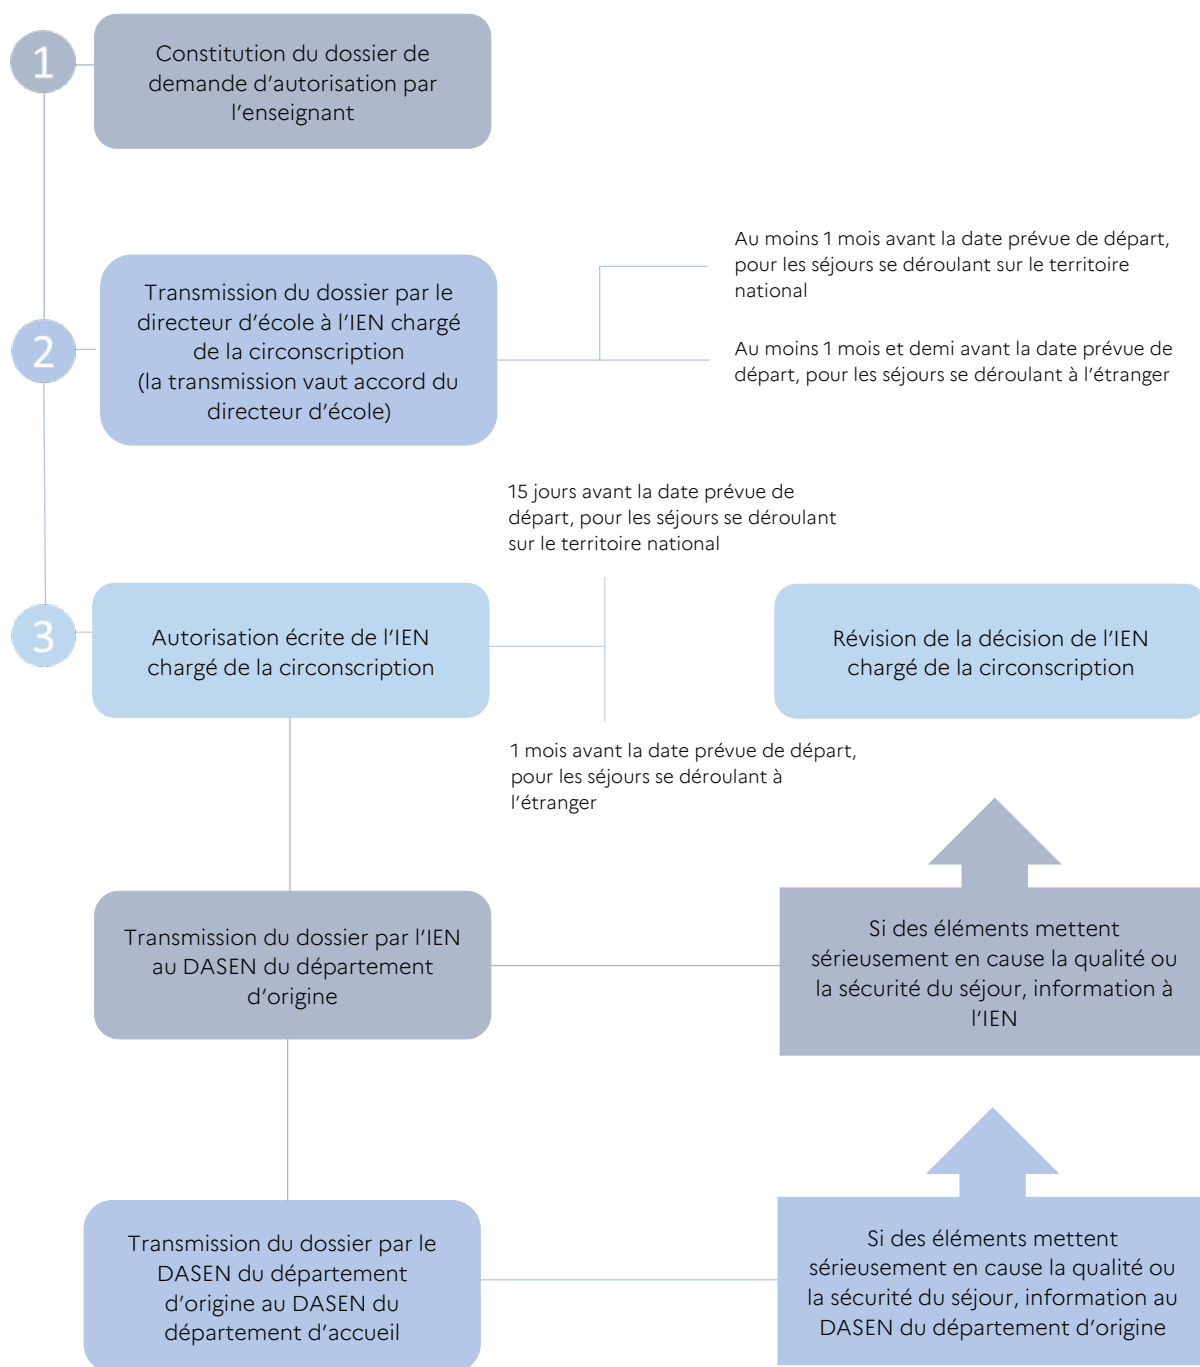 1
Constitution du dossier de
demande d’autorisation par
l’enseignant
2
Transmission du dossier par le
directeur d’école à l’IEN chargé
de la circonscription
(la transmission vaut accord du
directeur d’école)
Au moins 1 mois avant la date prévue de départ,
pour les séjours se déroulant sur le territoire
national
Au moins 1 mois et demi avant la date prévue de
départ, pour les séjours se déroulant à l’étranger
15 jours avant la date prévue de
départ, pour les séjours se déroulant
sur le territoire national
3
Autorisation écrite de l’IEN
chargé de la circonscription
Révision de la décision de l’IEN
chargé de la circonscription
1 mois avant la date prévue de départ,
pour les séjours se déroulant à
l’étranger
Transmission du dossier par l’IEN
au DASEN du département
d’origine
Si des éléments mettent
sérieusement en cause la qualité ou
la sécurité du séjour, information à
l’IEN
Transmission du dossier par le
DASEN du département
d’origine au DASEN du
département d’accueil
Si des éléments mettent
sérieusement en cause la qualité ou
la sécurité du séjour, information au
DASEN du département d’origine